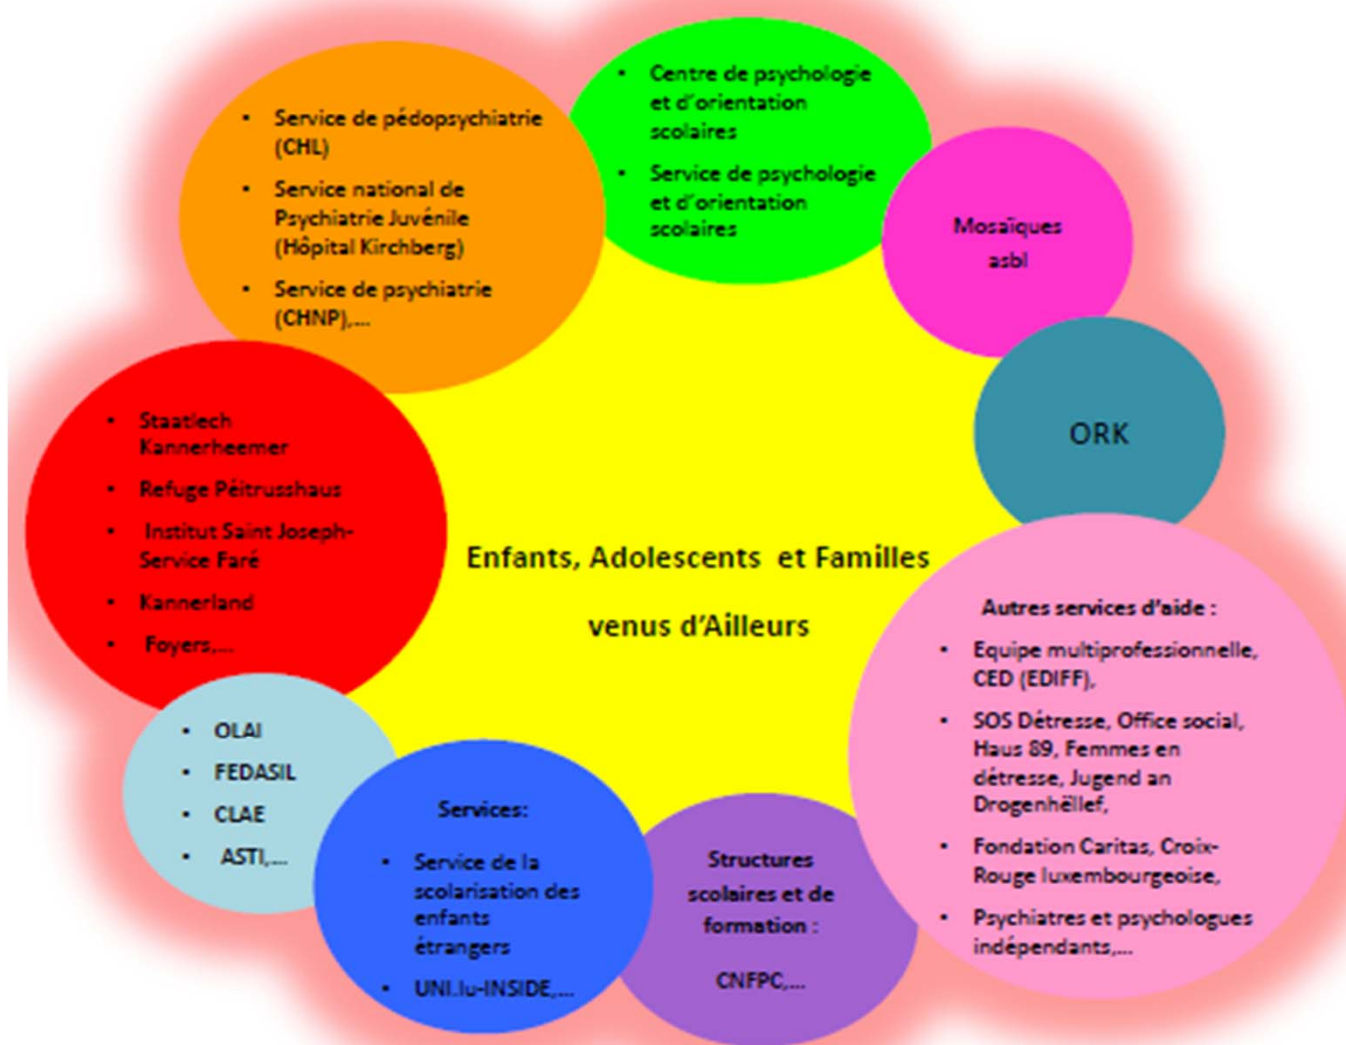 • Centre de psychologie
et d'orientation
scolaires
• Service de psychologie
et d'orientation
scolaires
• Service de pédopsychiatrie
(CHL)
• Service national de
Psychiatrie Juvénile
(Hôpital Kirchberg)
• Service de psychiatrie
(CHNP),...
Mosaïques
asbl
ORK
• Staatlech
Kannerheemer
• Refuge Péitrusshaus
• Institut Saint Joseph-
Service Faré
• Kannerland
• Foyers,...
Enfants, Adolescents et Familles
venus d'Ailleurs
Autres services d'aide :
• Equipe multiprofessionnelle,
CED (EDIFF),
• SOS Détresse, Office social,
Haus 89, Femmes en
détresse, Jugend an
Drogenhëllef,
• Fondation Caritas, Croix-
Rouge luxembourgeoise,
• Psychiatres et psychologues
indépendants,...
• OLAI
• FEDASIL
• CLAE
• ASTI,...
Services:
• Service de la
scolarisation des
enfants
étrangers
• UNI.lu-INSIDE,...
Structures
scolaires et de
formation :
CNFPC,...